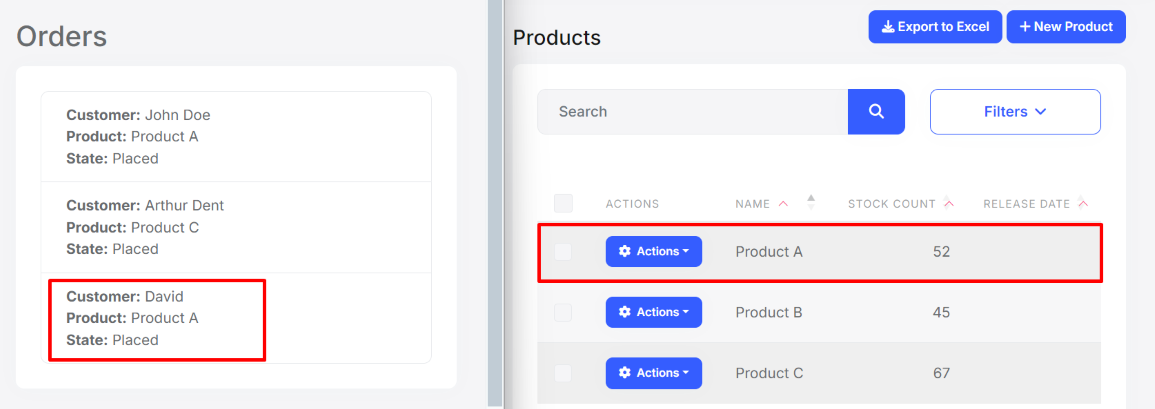 Orders
Customer: John Doe
Product: Product A
State: Placed
Customer: Arthur Dent
Product: Product C
State: Placed
Customer: David
Product: Product A
State: Placed
Products
Export to Excel
+ New Product
Search
Filters
ACTIONS NAME STOCK COUNT RELEASE DATE
Actions Product A 52
Actions Product B 45
Actions Product C 67